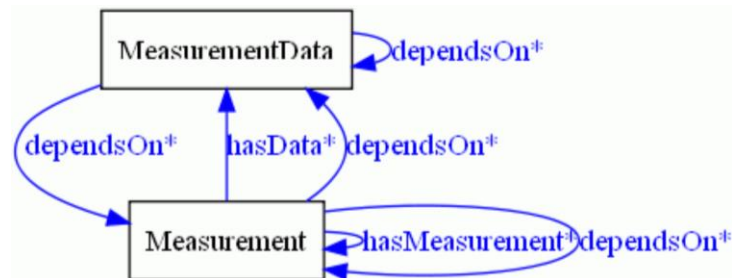 MeasurementData
dependsOn*
dependsOn*
hasData*
dependsOn*
Measurement
hasMeasurement*
dependsOn*